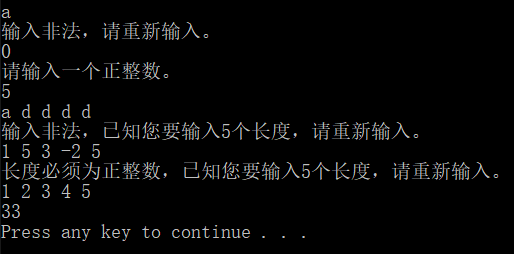 a
输入非法，请重新输入。
0
请输入一个正整数。
5
a d d d d
输入非法，已知您要输入5个长度，请重新输入。
1 5 3 -2 5
长度必须为正整数，已知您要输入5个长度，请重新输入。
1 2 3 4 5
33
Press any key to continue . . .